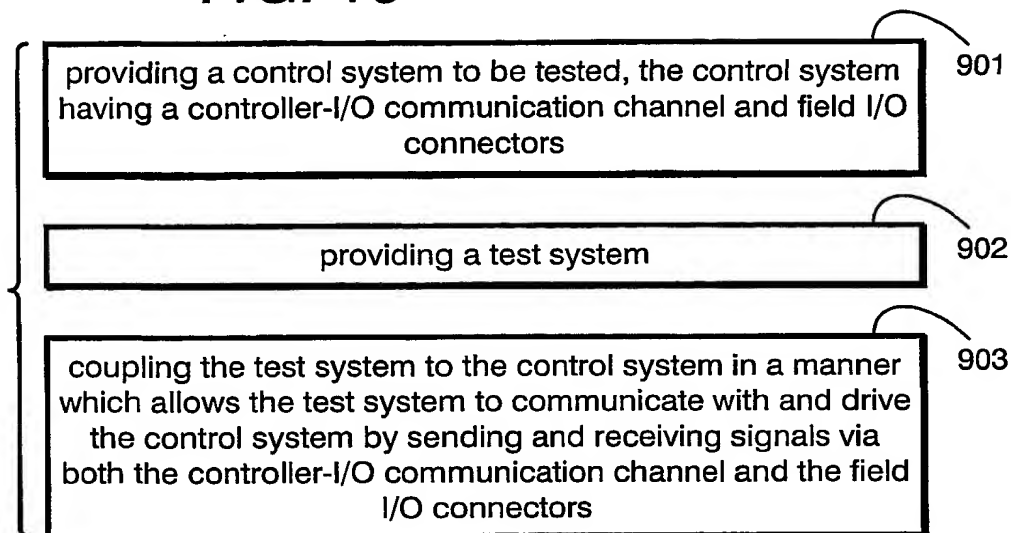 901
providing a control system to be tested, the control system
having a controller-I/O communication channel and field I/O
connectors
902
providing a test system
903
coupling the test system to the control system in a manner
which allows the test system to communicate with and drive
the control system by sending and receiving signals via
both the controller-I/O communication channel and the field
I/O connectors